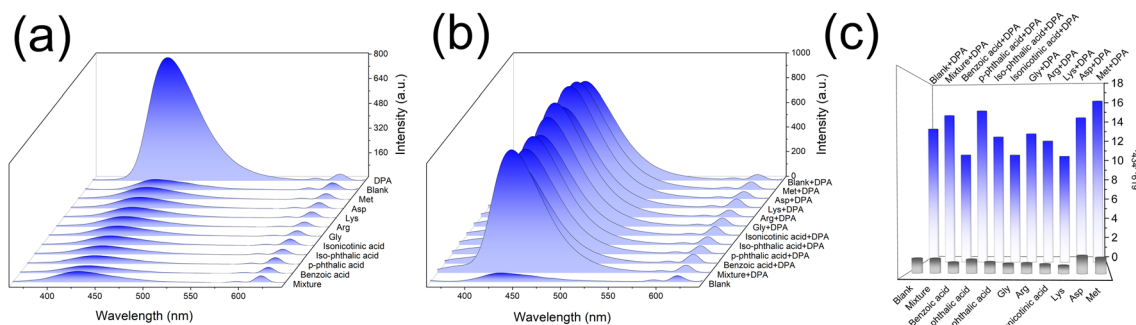 (a)
800
640
480
320
160
Intensity (a.u.)
DPA
Blank
Met
Asp
Lys
Arg
Gly
Isonicotinic acid
Iso-phthalic acid
p-phthalic acid
Benzoic acid
Mixture
400
450
500
550
600
Wavelength (nm)
(b)
1000
800
600
400
200
0
Intensity (a.u.)
Blank+DPA
Met+DPA
Asp+DPA
Lys+DPA
Arg+DPA
Gly+DPA
Isonicotinic acid+DPA
Iso-phthalic acid+DPA
p-phthalic acid+DPA
Benzoic acid+DPA
Mixture+DPA
Blank
400
450
500
550
600
Wavelength (nm)
(c)
Blank+DPA
Mixture+DPA
Benzoic acid+DPA
p-phthalic acid+DPA
Iso-phthalic acid+DPA
Isonicotinic acid+DPA
Gly+DPA
Arg+DPA
Lys+DPA
Asp+DPA
Met+DPA
18
16
14
12
10
8
6
4
2
0
Blank
Mixture
Benzoic acid
phthalic acid
phthalic acid
Gly
Arg
nicotinic acid
Lys
Asp
Met